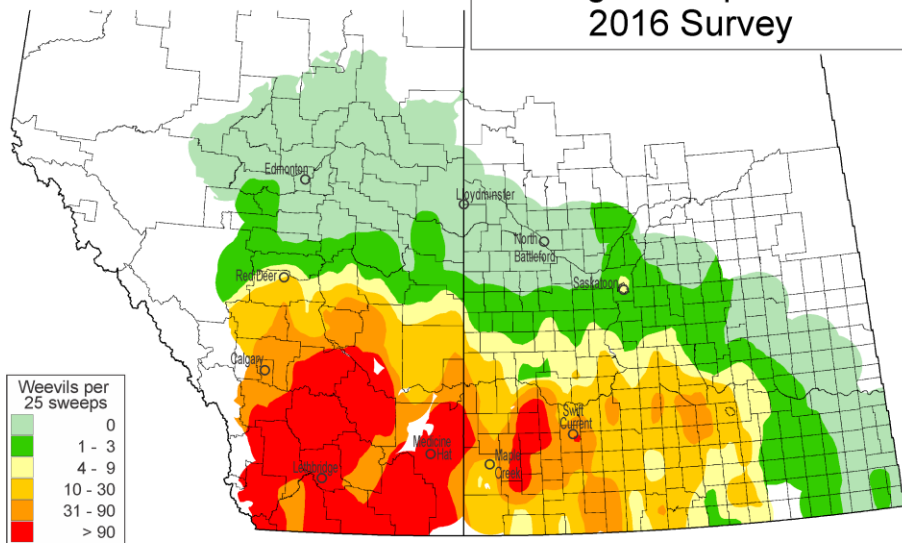 2016 Survey
Edmonton
Lloydminster
North
Battleford
Red Deer
Saskatoon
Calgary
Swift
Current
Medicine
Hat
Maple
Creek
Lethbridge
Weevils per
25 sweeps
0
1 - 3
4 - 9
10 - 30
31 - 90
> 90